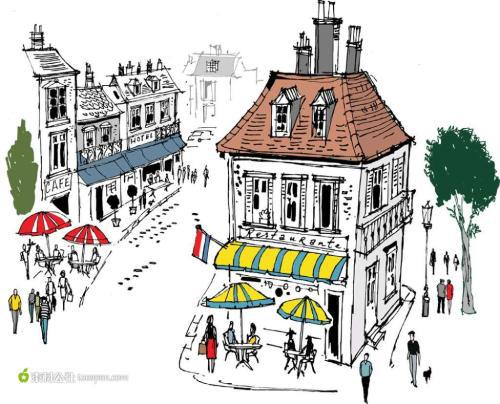 CAFE
HOTEL
Restaurante
素材公社 tooopen.com